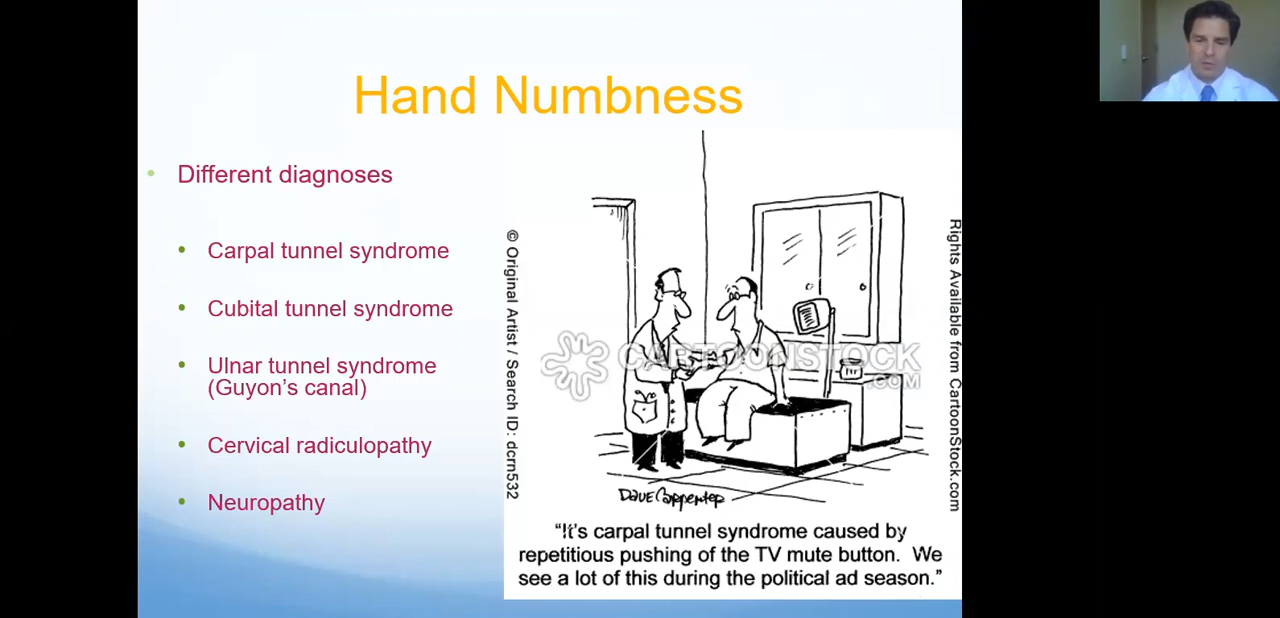 Hand Numbness
• Different diagnoses
• Carpal tunnel syndrome
• Cubital tunnel syndrome
• Ulnar tunnel syndrome
(Guyon’s canal)
• Cervical radiculopathy
• Neuropathy
© Original Artist / Search ID: dcrn532
Rights Available from CartoonStock.com
CARTOONSTOCK
.COM
Dave Carpenter
“It’s carpal tunnel syndrome caused by
repetitious pushing of the TV mute button. We
see a lot of this during the political ad season.”